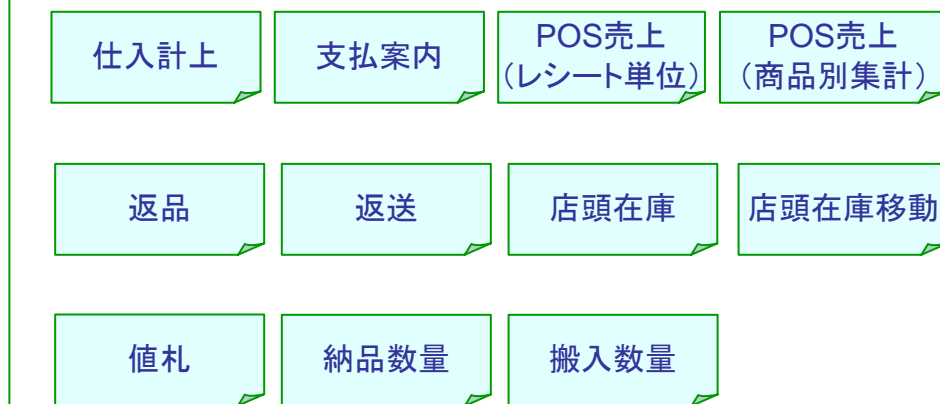 仕入計上
支払案内
POS売上
(レシート単位)
POS売上
(商品別集計)
返品
返送
店頭在庫
店頭在庫移動
値札
納品数量
搬入数量